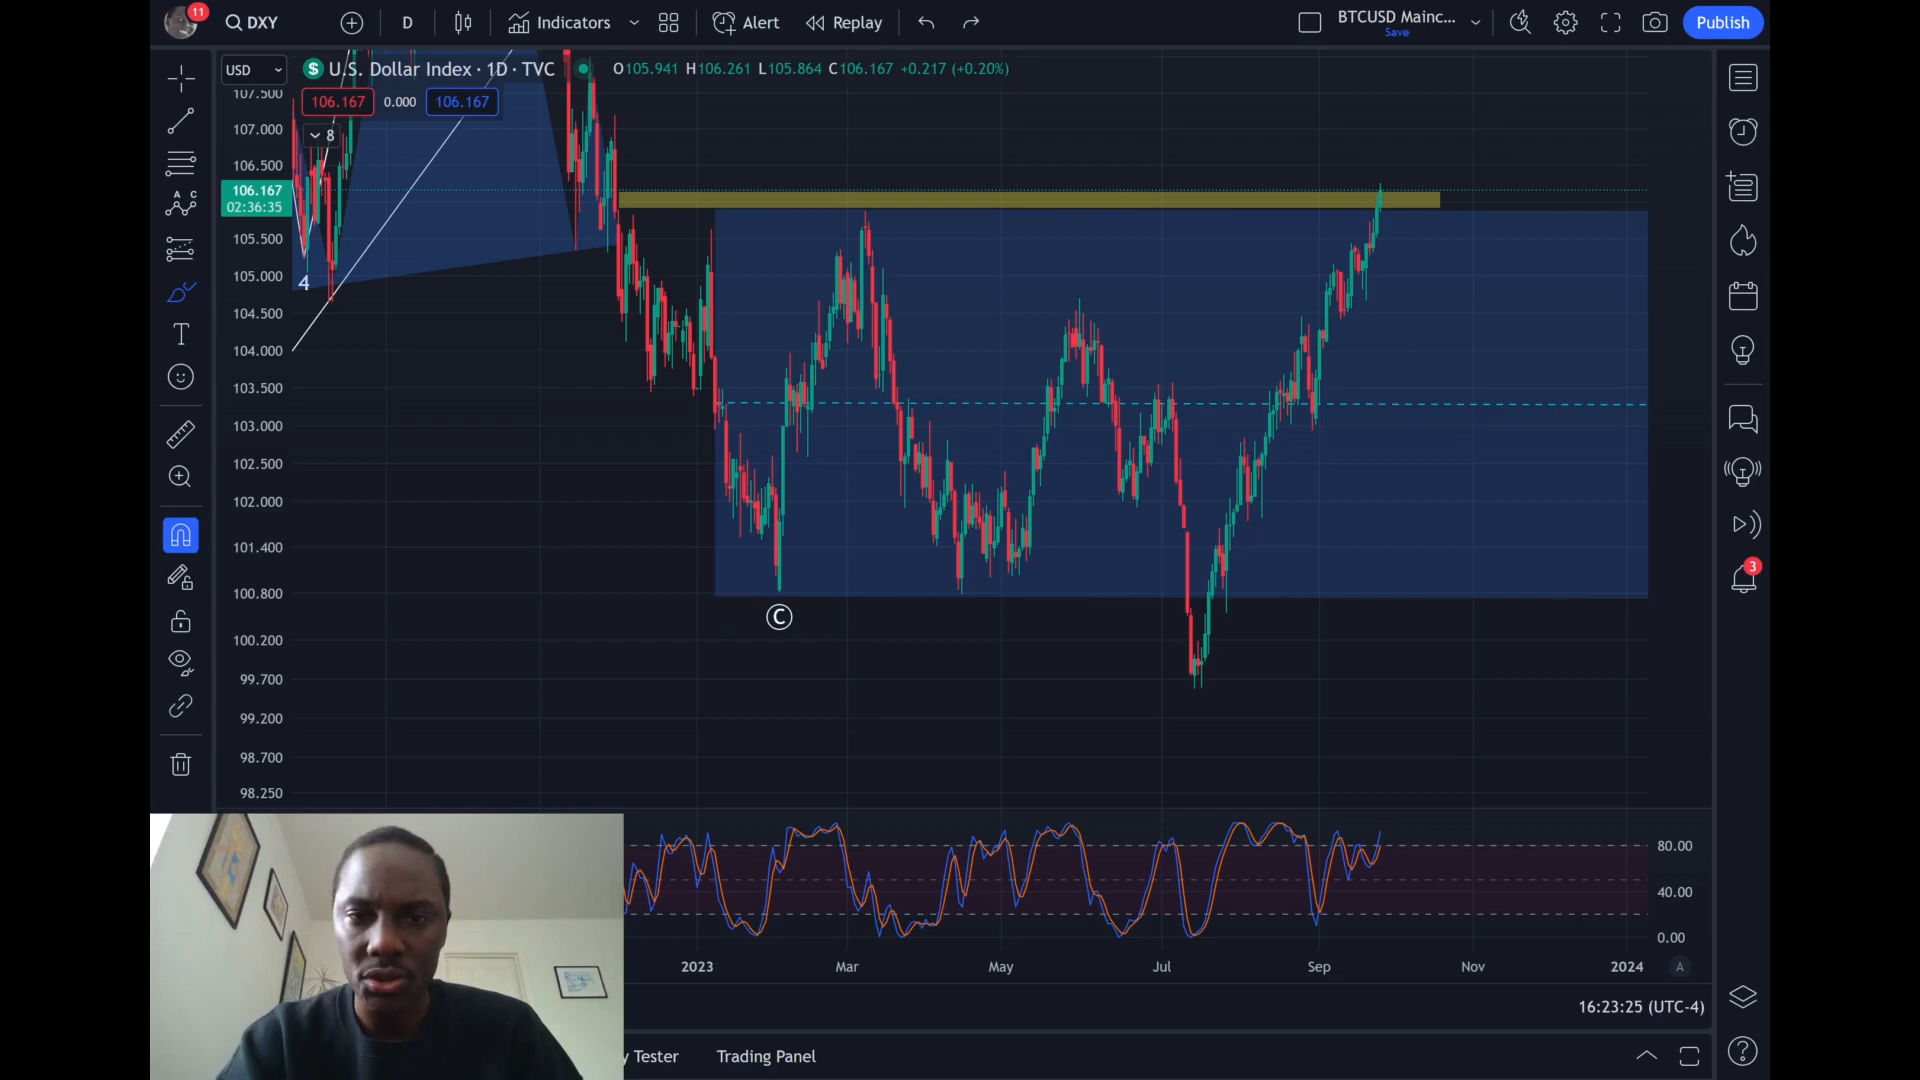 11
DXY
D
Indicators
Alert
Replay
BTCUSD Mainc...
Save
Publish
USD
$
U.S. Dollar Index · 1D · TVC
O105.941 H106.261 L105.864 C106.167 +0.217 (+0.20%)
106.167
0.000
106.167
8
107.500
107.000
106.500
106.167
02:36:35
105.500
105.000
104.500
104.000
103.500
103.000
102.500
102.000
101.400
100.800
100.200
99.700
99.200
98.700
98.250
4
C
A C
T
3
80.00
40.00
0.00
2023
Mar
May
Jul
Sep
Nov
2024
A
16:23:25 (UTC-4)
y Tester
Trading Panel
?